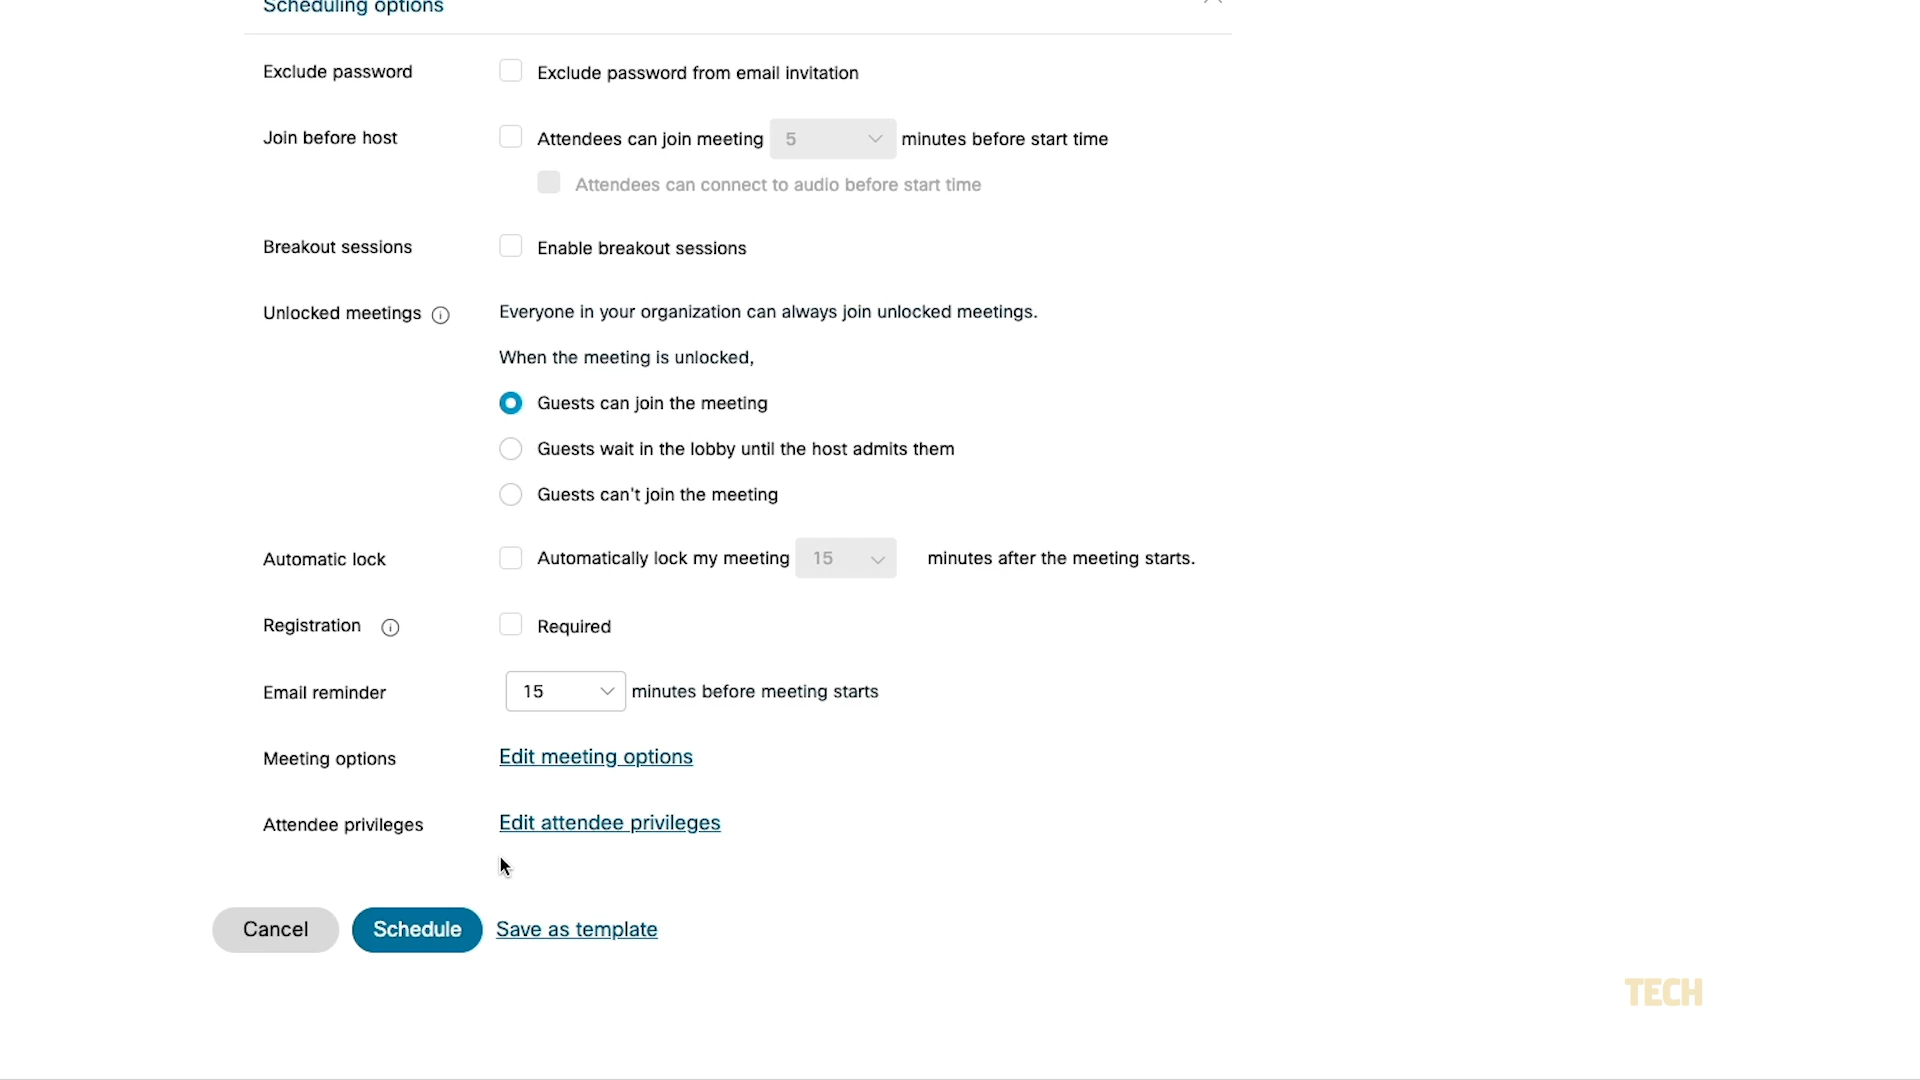 Scheduling options
Exclude password
Exclude password from email invitation
Join before host
Attendees can join meeting 5 minutes before start time
Attendees can connect to audio before start time
Breakout sessions
Enable breakout sessions
Unlocked meetings
Everyone in your organization can always join unlocked meetings.
When the meeting is unlocked,
Guests can join the meeting
Guests wait in the lobby until the host admits them
Guests can't join the meeting
Automatic lock
Automatically lock my meeting 15 minutes after the meeting starts.
Registration
Required
Email reminder
15 minutes before meeting starts
Meeting options
Edit meeting options
Attendee privileges
Edit attendee privileges
Cancel
Schedule
Save as template
TECH